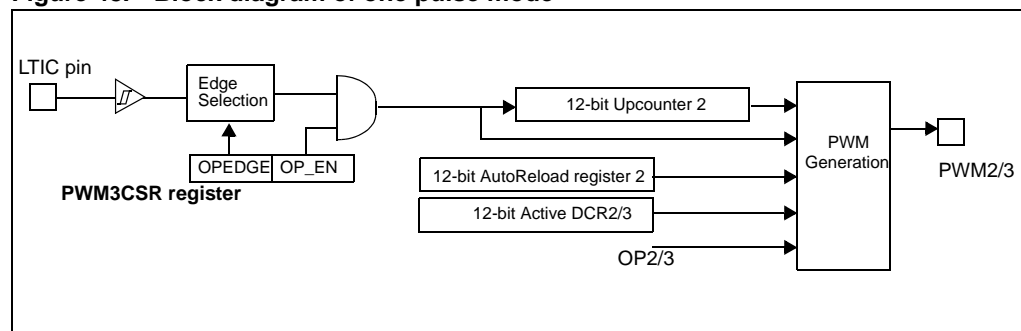 Figure Block diagram of one pulse mode
LTIC pin
Edge
Selection
OPEDGE OP_EN
PWM3CSR register
12-bit Upcounter 2
12-bit AutoReload register 2
12-bit Active DCR2/3
OP2/3
PWM
Generation
PWM2/3